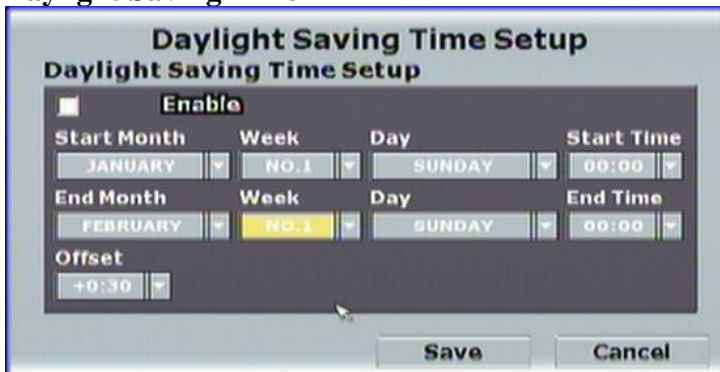 Daylight Saving Time Setup
Daylight Saving Time Setup
Enable
Start Month Week Day Start Time
JANUARY NO.1 SUNDAY 00:00
End Month Week Day End Time
FEBRUARY NO.1 SUNDAY 00:00
Offset
+0:30
Save Cancel